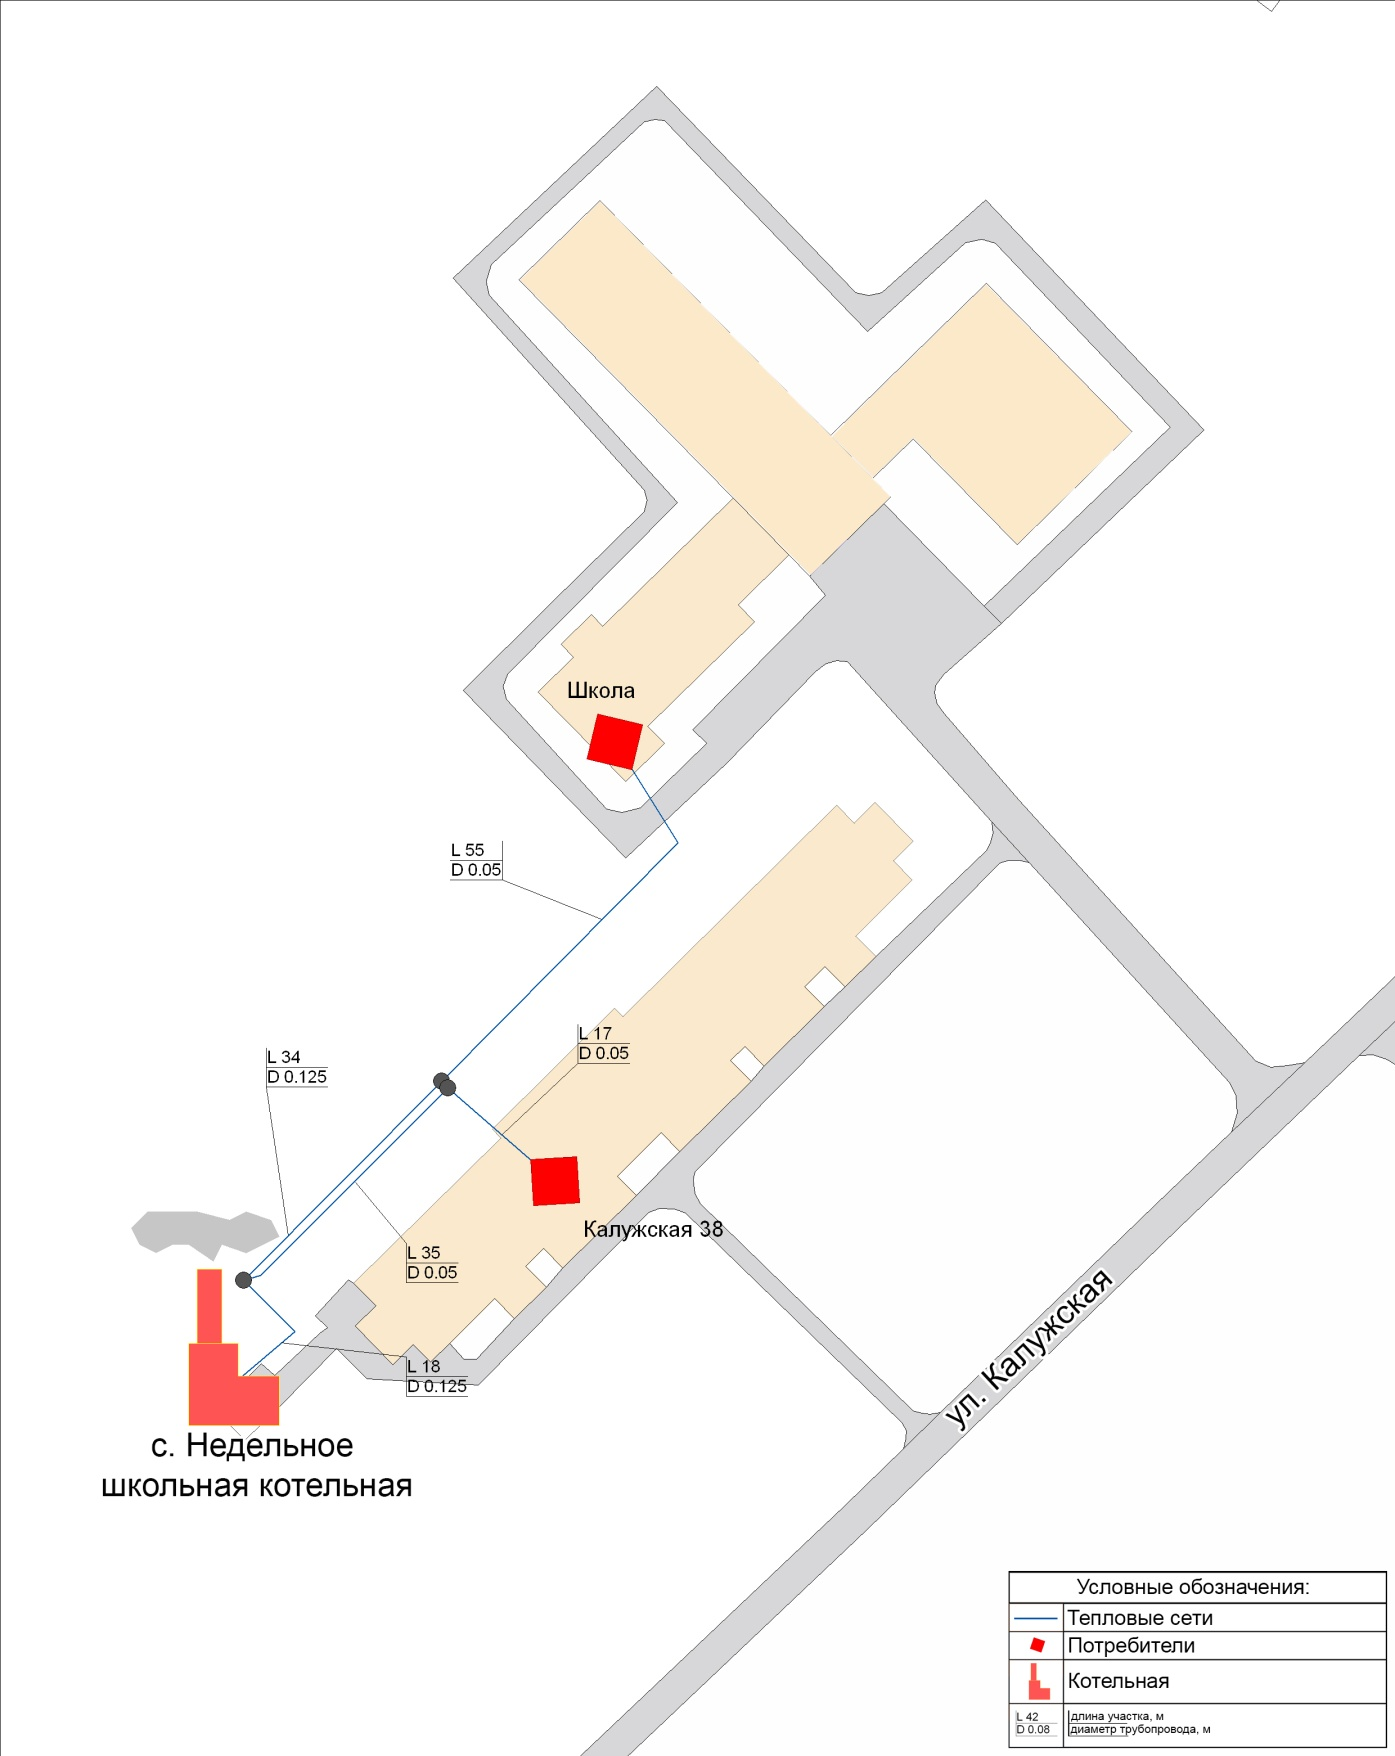 Школа
L 55
D 0.05
L 17
D 0.05
L 34
D 0.125
Калужская 38
L 35
D 0.05
ул. Калужская
L 18
D 0.125
с. Недельное
школьная котельная
Условные обозначения:
Тепловые сети
Потребители
Котельная
L 42
D 0.08
длина участка, м
диаметр трубопровода, м